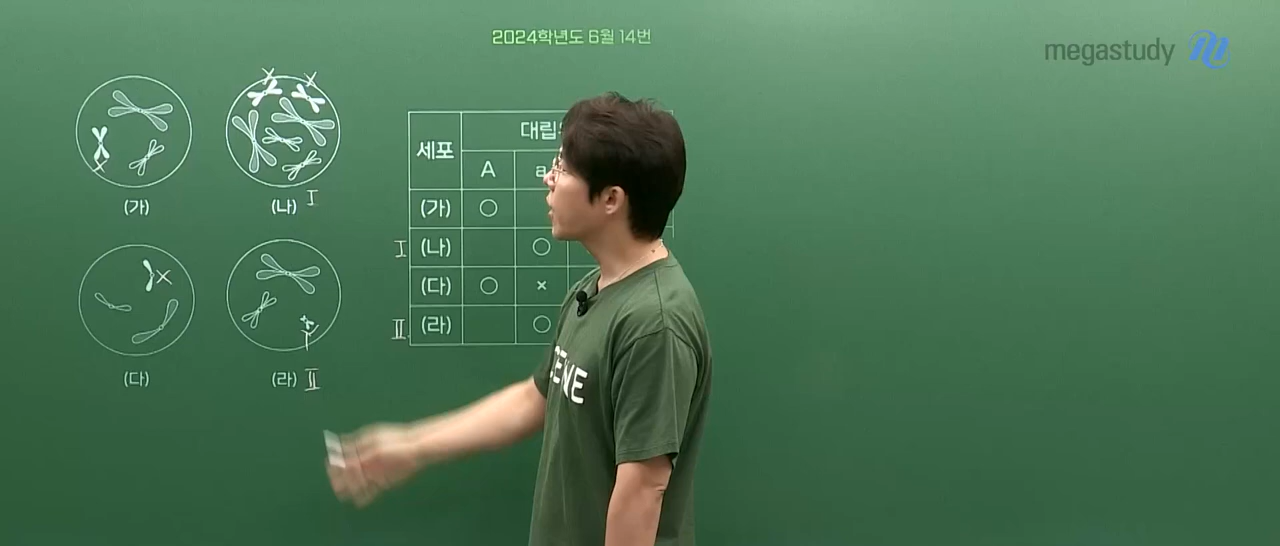 2024학년도 6월 14번
megastudy
X X
X
(가)
(나) I
X
(다)
(라) II
Y
세포
A a
(가) ○
I (나) ○
(다) ○ ×
II (라) ○